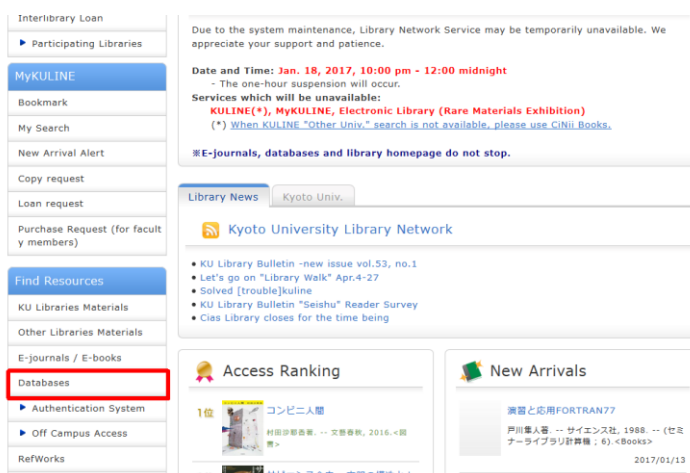 Interlibrary Loan
Participating Libraries
MyKULINE
Bookmark
My Search
New Arrival Alert
Copy request
Loan request
Purchase Request (for facult
y members)
Find Resources
KU Libraries Materials
Other Libraries Materials
E-journals / E-books
Databases
Authentication System
Off Campus Access
RefWorks
Due to the system maintenance, Library Network Service may be temporarily unavailable. We
appreciate your support and patience.
Date and Time: Jan. 18, 2017, 10:00 pm - 12:00 midnight
- The one-hour suspension will occur.
Services which will be unavailable:
KULINE(*), MyKULINE, Electronic Library (Rare Materials Exhibition)
(*) When KULINE "Other Univ." search is not available, please use CiNii Books.
※E-journals, databases and library homepage do not stop.
Library News
Kyoto Univ.
Kyoto University Library Network
• KU Library Bulletin -new issue vol.53, no.1
• Let's go on "Library Walk" Apr.4-27
• Solved [trouble]kuline
• KU Library Bulletin "Seishu" Reader Survey
• Cias Library closes for the time being
Access Ranking
1位
コンビニ人間
村田沙耶香著. -- 文藝春秋, 2016.<図
書>
New Arrivals
演習と応用FORTRAN77
戸川隼人著. -- サイエンス社, 1988. -- (セミ
ナーライブラリ計算機 ; 6).<Books>
2017/01/13